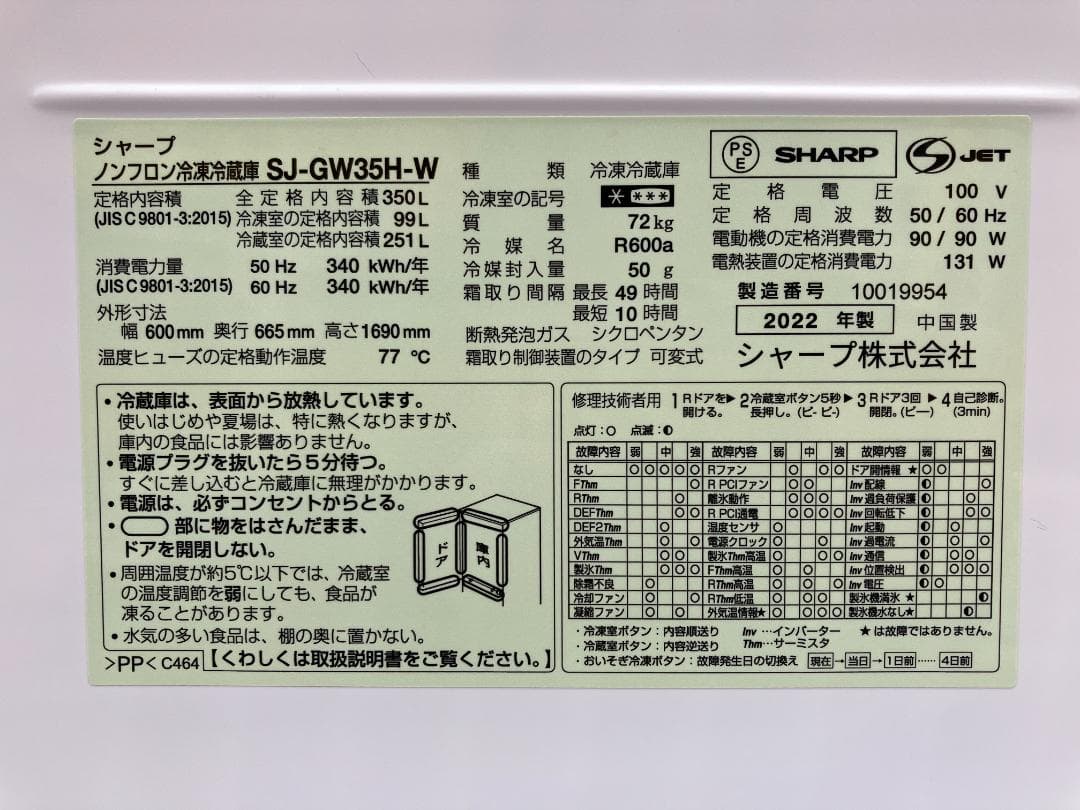 シャープ
ノンフロン冷凍冷蔵庫 SJ-GW35H-W
定格内容積 全定格内容積 350 L
(JIS C 9801-3:2015) 冷凍室の定格内容積 99 L
冷蔵室の定格内容積 251 L
消費電力量 50 Hz 340 kWh/年
(JIS C 9801-3:2015) 60 Hz 340 kWh/年
外形寸法
幅 600 mm 奥行 665 mm 高さ 1690 mm
温度ヒューズの定格動作温度 77 ℃
種類 冷凍冷蔵庫
冷凍室の記号 * ***
質量 72 kg
冷媒名 R600a
冷媒封入量 50 g
霜取り間隔 最長 49 時間
最短 10 時間
断熱発泡ガス シクロペンタン
霜取り制御装置のタイプ 可変式
PS
E
SHARP
JET
定格電圧 100 V
定格周波数 50 / 60 Hz
電動機の定格消費電力 90 / 90 W
電熱装置の定格消費電力 131 W
製造番号 10019954
2022 年製 中国製
シャープ株式会社
・冷蔵庫は、表面から放熱しています。
使いはじめや夏場は、特に熱くなりますが、
庫内の食品には影響ありません。
・電源プラグを抜いたら5分待つ。
すぐに差し込むと冷蔵庫に無理がかかります。
・電源は、必ずコンセントからとる。
・部に物をはさんだまま、
ドアを開閉しない。
・周囲温度が約5℃以下では、冷蔵室
の温度調節を弱にしても、食品が
凍ることがあります。
・水気の多い食品は、棚の奥に置かない。
ドア
庫内
>PP< C464 【くわしくは取扱説明書をご覧ください。】
修理技術者用 1 Rドアを開ける。 ▶ 2 冷蔵室ボタン5秒長押し。(ピ- ピ-) ▶ 3 Rドア3回開閉。(ピー) ▶ 4 自己診断。(3min)
点灯：○ 点滅：◐
故障内容 弱 中 強 故障内容 弱 中 強 故障内容 弱 中 強
なし ○ ○ ○ ○ ○ Rファン ○ ○ ○ ドア開情報 ★ ○ ○
FThm ○ R PCIファン ○ ○ Inv 配線 ◐ ○
RThm ○ 離氷動作 ○ ○ ○ Inv 過負荷保護 ◐ ○
DEFThm ○ ○ R PCI通電 ○ ○ ○ Inv 回転低下 ◐ ○ ○
DEF2Thm ○ 湿度センサ ○ Inv 起動 ◐ ○
外気温Thm ○ ○ 電源クロック ○ ○ Inv 過電流 ◐ ○ ○
VThm ○ ○ 製氷Thm高温 ○ ○ Inv 通信 ◐ ○ ○
製氷Thm ○ ○ ○ FThm高温 ○ ○ Inv 位置検出 ◐ ○ ○ ○
除霜不良 ○ RThm高温 ○ ○ Inv 電圧 ◐ ○
冷却ファン ○ ○ RThm低温 ○ ○ ○ 製氷機満氷 ★ ◐
凝縮ファン ○ ○ 外気温情報★ ○ ○ ○ ○ 製氷機水なし★ ◐
・冷凍室ボタン：内容順送り Inv …インバーター ★は故障ではありません。
・冷蔵室ボタン：内容逆送り Thm…サーミスタ
・おいそぎ冷凍ボタン：故障発生日の切換え 現在→当日→1日前……4日前